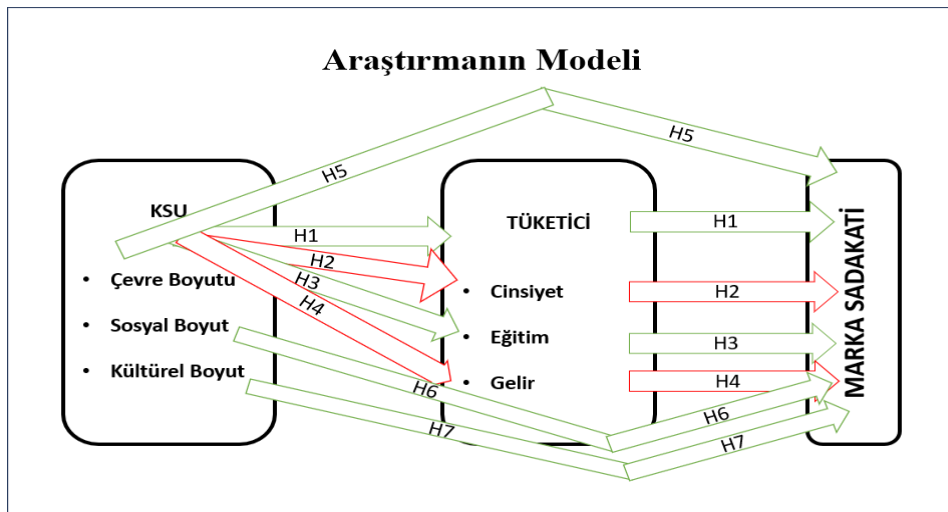 Araştırmanın Modeli
H5
H5
KSU
• Çevre Boyutu
• Sosyal Boyut
• Kültürel Boyut
H1
H2
H3
H4
H6
H7
TÜKETİCİ
• Cinsiyet
• Eğitim
• Gelir
H1
H2
H3
H4
H6
H7
MARKA SADAKATİ